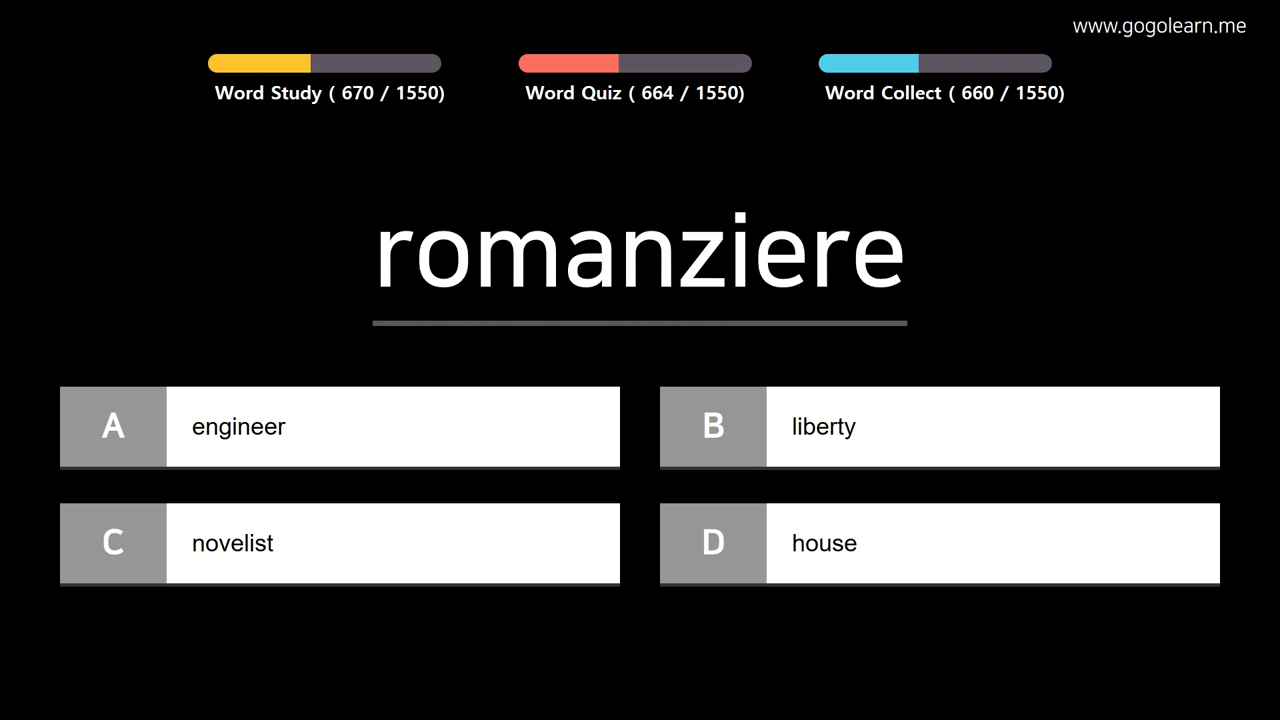 www.gogolearn.me
Word Study ( 670 / 1550)
Word Quiz ( 664 / 1550)
Word Collect ( 660 / 1550)
romanziere
A engineer
B liberty
C novelist
D house